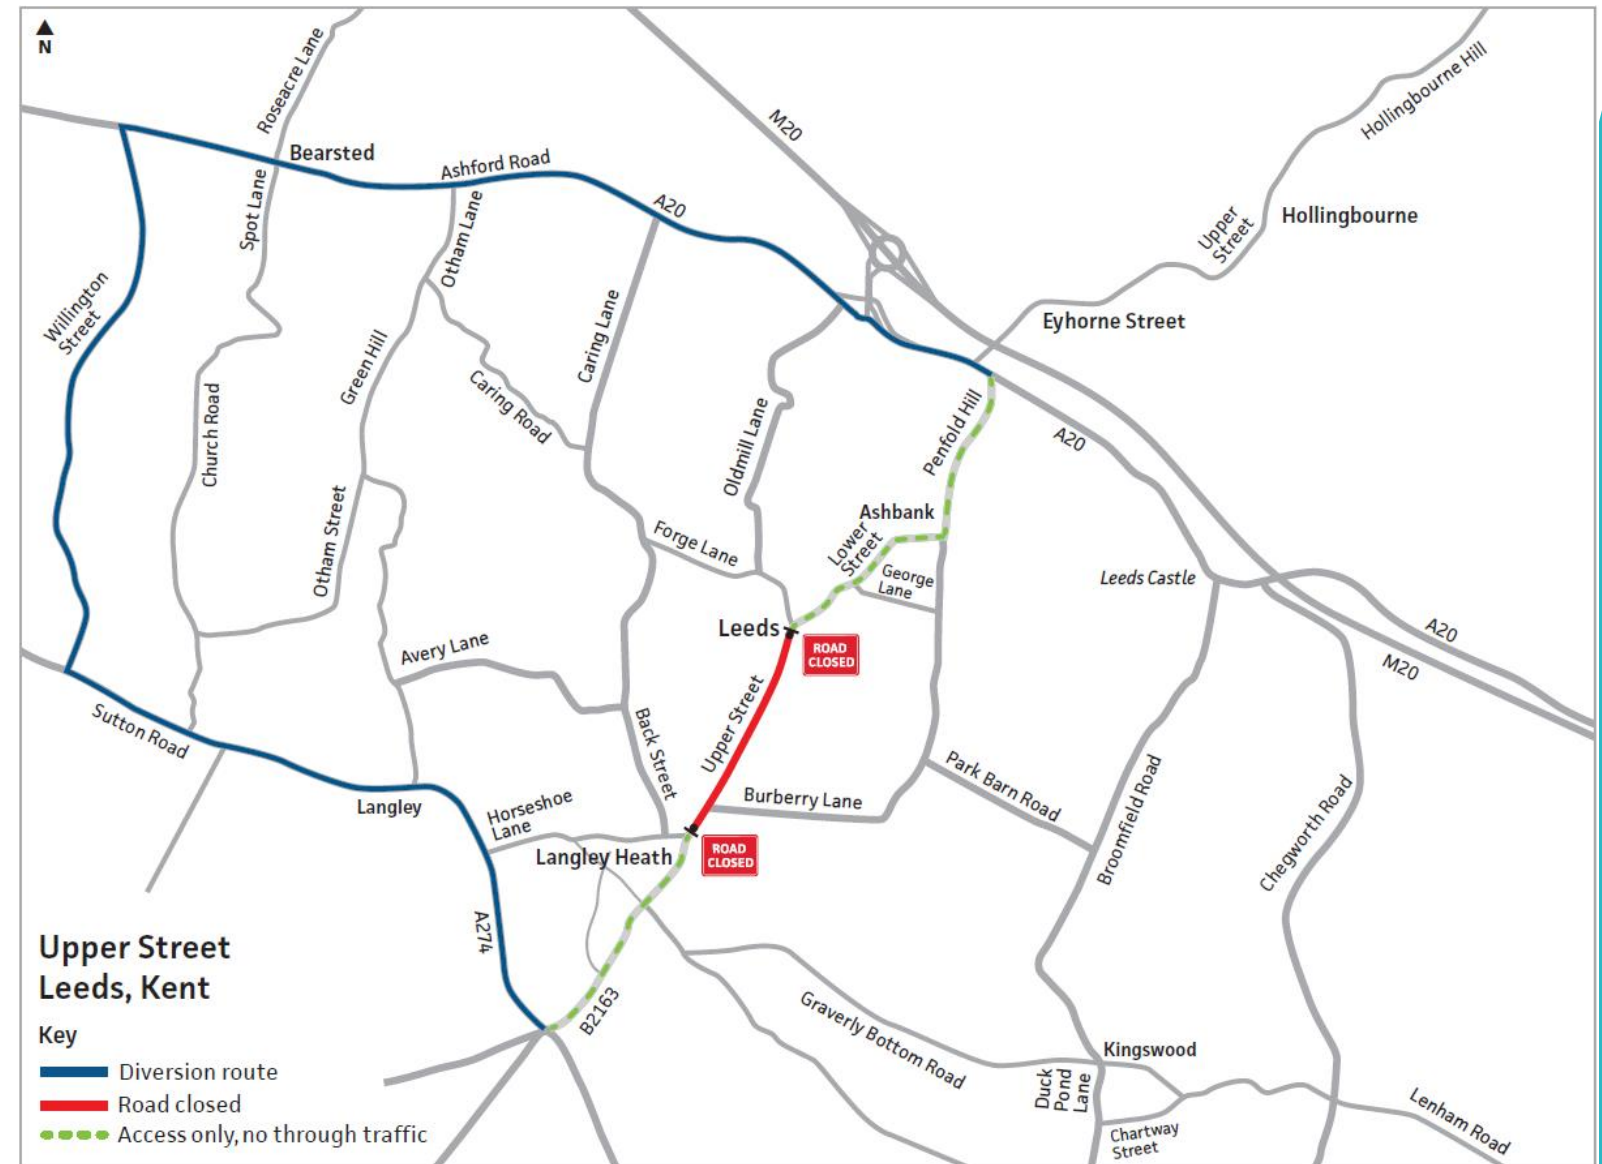 N
Roseacre Lane
M20
Hollingbourne Hill
Bearsted
Ashford Road
Spot Lane
Otham Lane
A20
Upper
Street
Hollingbourne
Willington
Street
Caring Lane
Eyhorne Street
Green Hill
Caring Road
Church Road
Oldmill Lane
Penfold Hill
A20
Otham Street
Forge Lane
Ashbank
Lower
Street
George
Lane
Leeds Castle
Leeds
ROAD
CLOSED
A20
M20
Avery Lane
Sutton Road
Back Street
Upper Street
Langley
Horseshoe
Lane
Burberry Lane
Park Barn Road
Broomfield Road
Chegworth Road
Langley Heath
ROAD
CLOSED
A274
B2163
Graverly Bottom Road
Kingswood
Duck
Pond
Lane
Chartway
Street
Lenham Road
Upper Street
Leeds, Kent
Key
Diversion route
Road closed
Access only, no through traffic